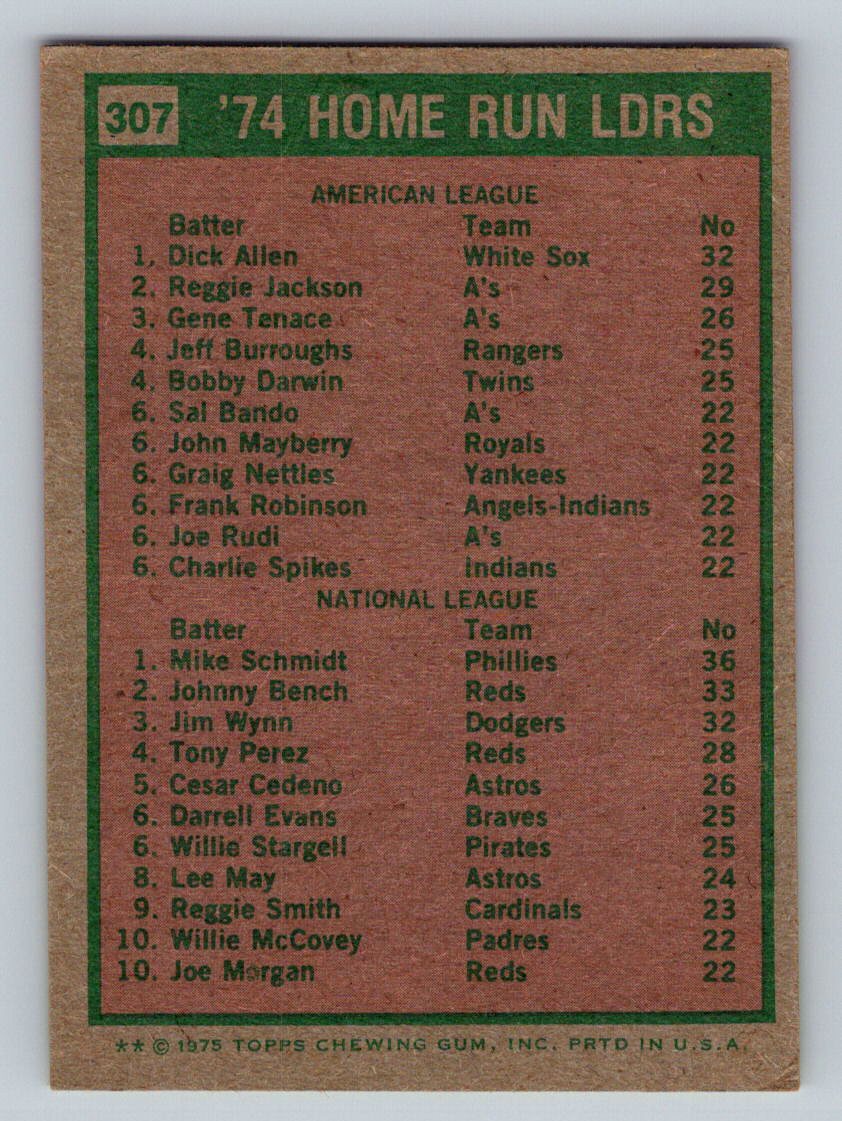 307 '74 HOME RUN LDRS
AMERICAN LEAGUE
Batter Team No
1. Dick Allen White Sox 32
2. Reggie Jackson A's 29
3. Gene Tenace A's 26
4. Jeff Burroughs Rangers 25
4. Bobby Darwin Twins 25
6. Sal Bando A's 22
6. John Mayberry Royals 22
6. Graig Nettles Yankees 22
6. Frank Robinson Angels-Indians 22
6. Joe Rudi A's 22
6. Charlie Spikes Indians 22
NATIONAL LEAGUE
Batter Team No
1. Mike Schmidt Phillies 36
2. Johnny Bench Reds 33
3. Jim Wynn Dodgers 32
4. Tony Perez Reds 28
5. Cesar Cedeno Astros 26
6. Darrell Evans Braves 25
6. Willie Stargell Pirates 25
8. Lee May Astros 24
9. Reggie Smith Cardinals 23
10. Willie McCovey Padres 22
10. Joe Morgan Reds 22
** © 1975 TOPPS CHEWING GUM, INC. PRTD IN U.S.A.